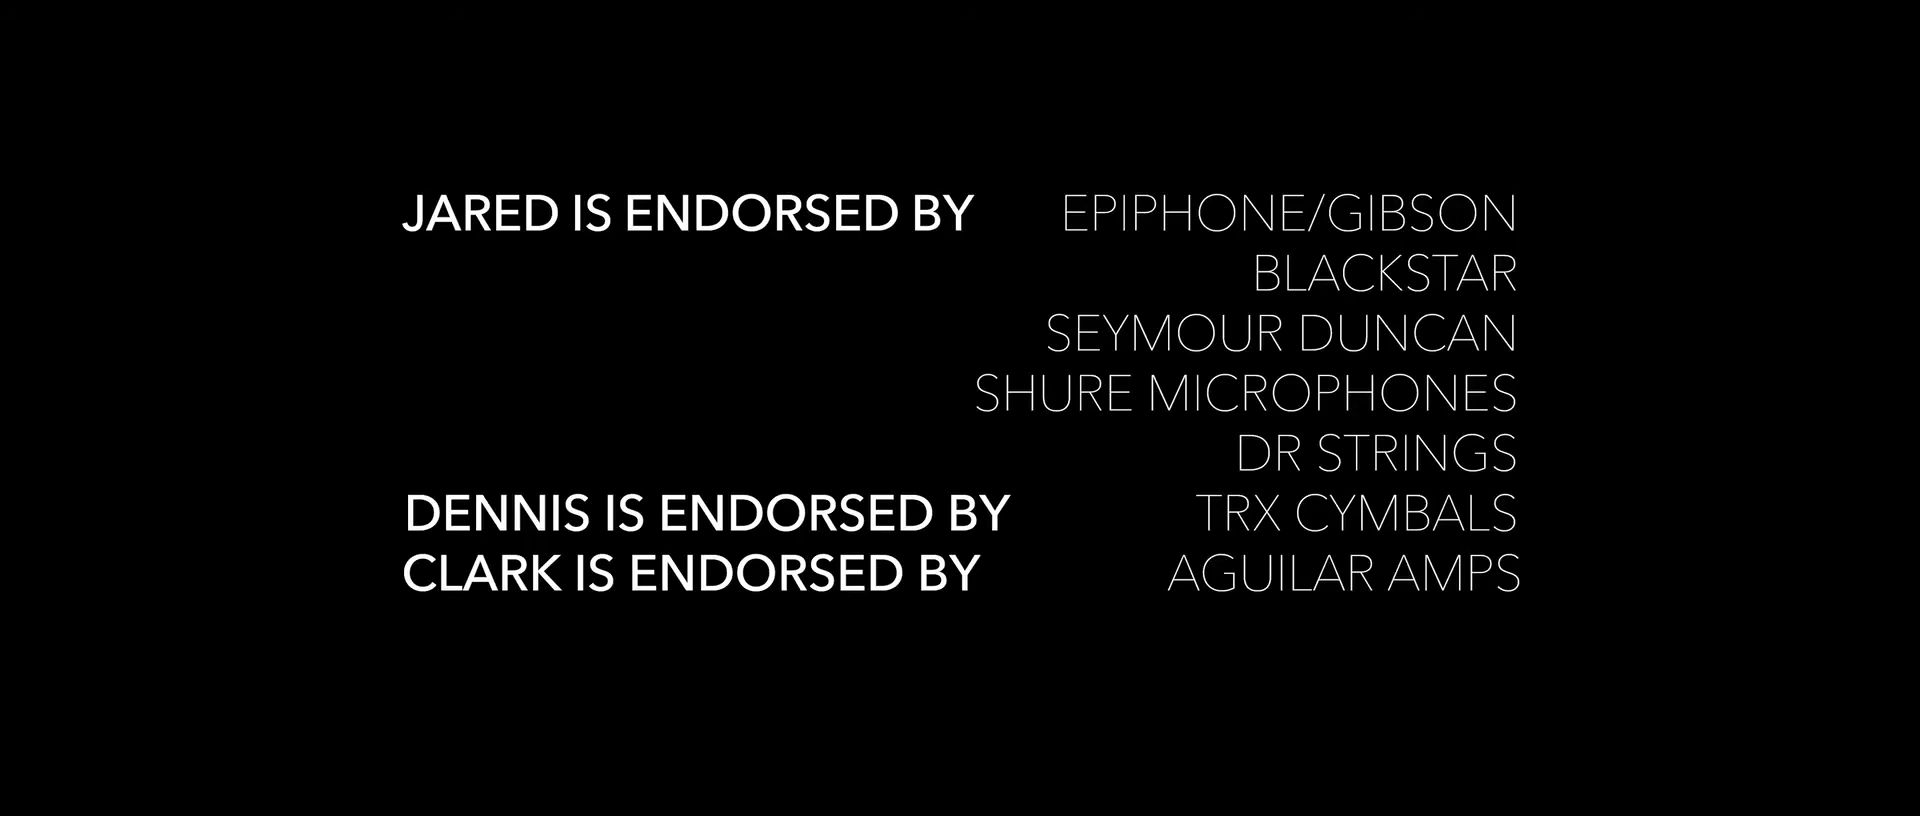 JARED IS ENDORSED BY EPIPHONE/GIBSON
BLACKSTAR
SEYMOUR DUNCAN
SHURE MICROPHONES
DR STRINGS
DENNIS IS ENDORSED BY TRX CYMBALS
CLARK IS ENDORSED BY AGUILAR AMPS